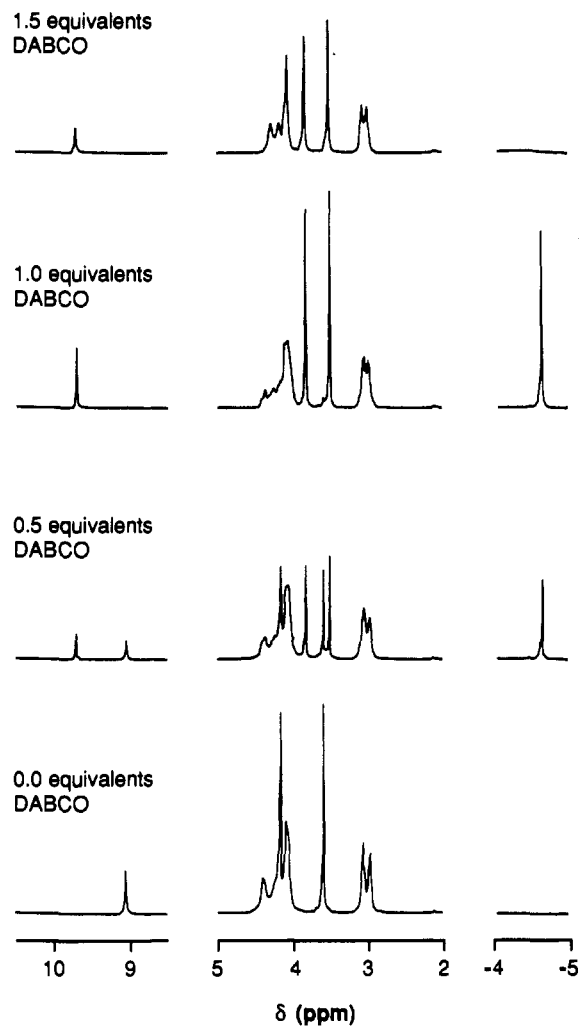 1.5 equivalents
DABCO
1.0 equivalents
DABCO
0.5 equivalents
DABCO
0.0 equivalents
DABCO
10 9 5 4 3 2 -4 -5
δ (ppm)